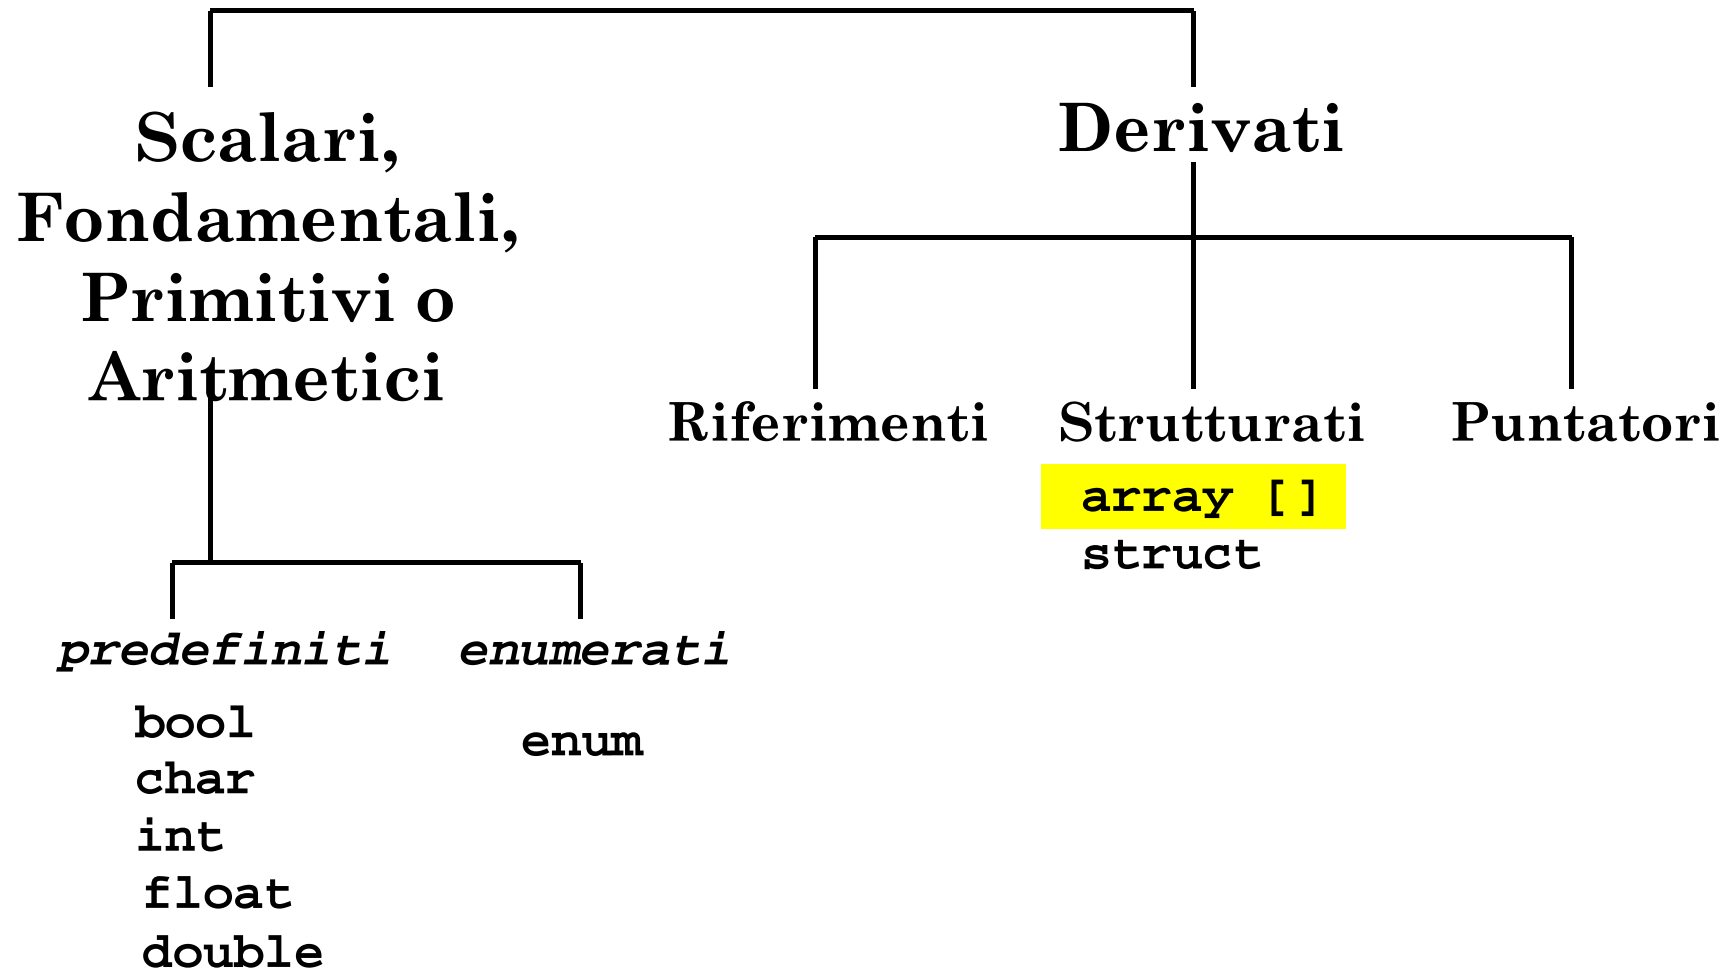 Scalari,
Fondamentali,
Primitivi o
Aritmetici
Derivati
Riferimenti
Strutturati
Puntatori
array []
struct
predefiniti
enumerati
bool
char
int
float
double
enum